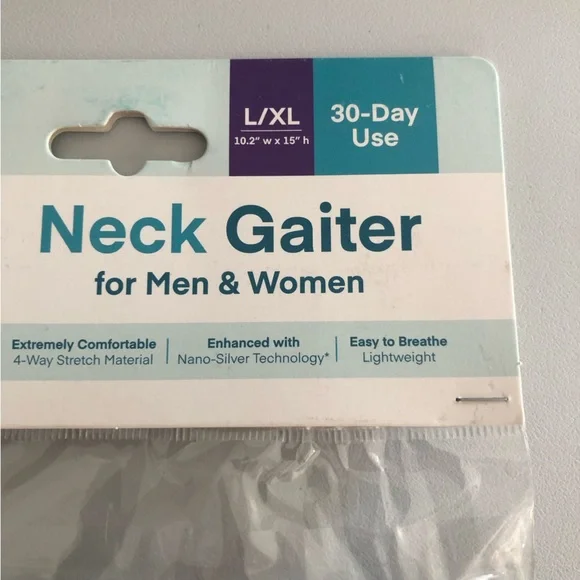 L/XL
10.2" w x 15" h
30-Day
Use
Neck Gaiter
for Men & Women
Extremely Comfortable
4-Way Stretch Material
Enhanced with
Nano-Silver Technology*
Easy to Breathe
Lightweight